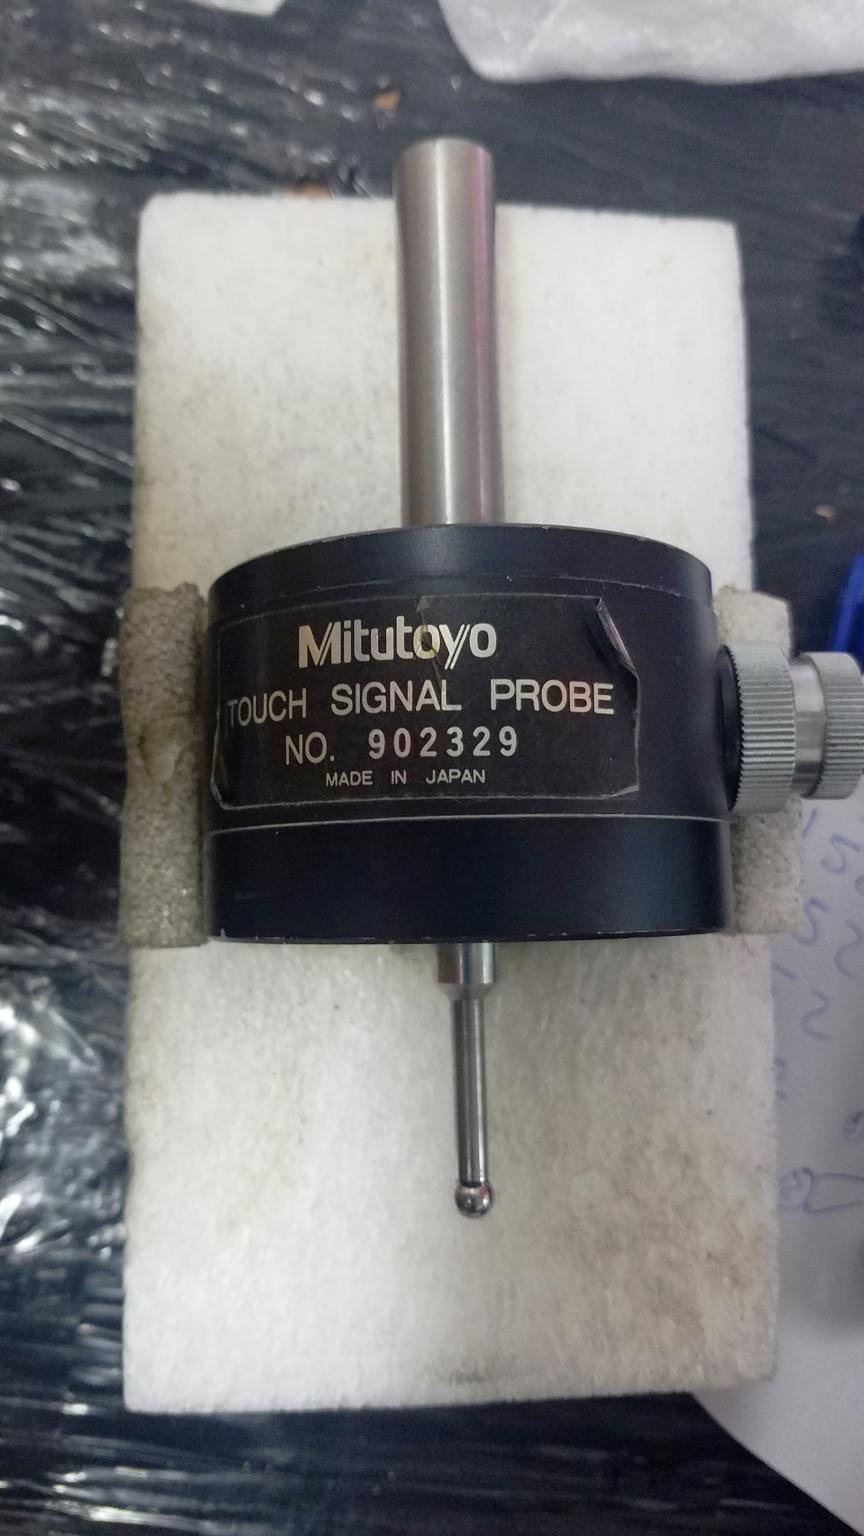 Mitutoyo
TOUCH SIGNAL PROBE
NO. 902329
MADE IN JAPAN